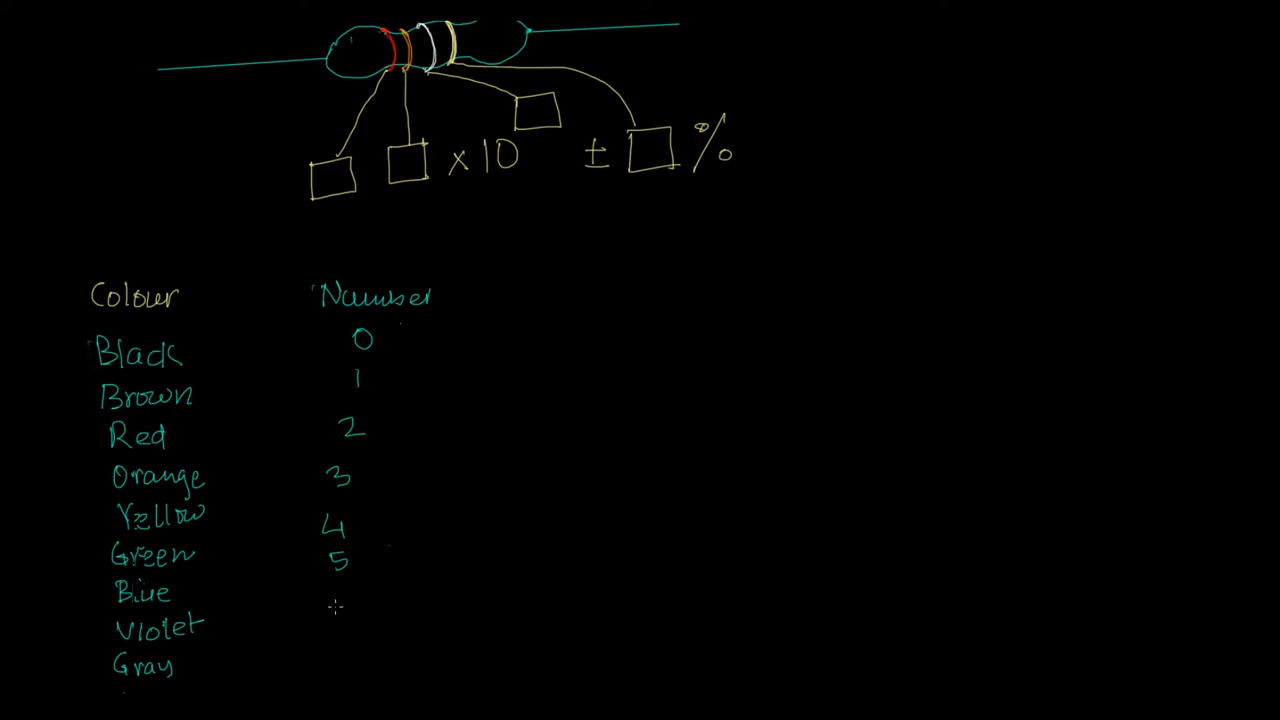 x10 ± %
Colour Number
Black 0
Brown 1
Red 2
Orange 3
Yellow 4
Green 5
Blue
Violet
Gray